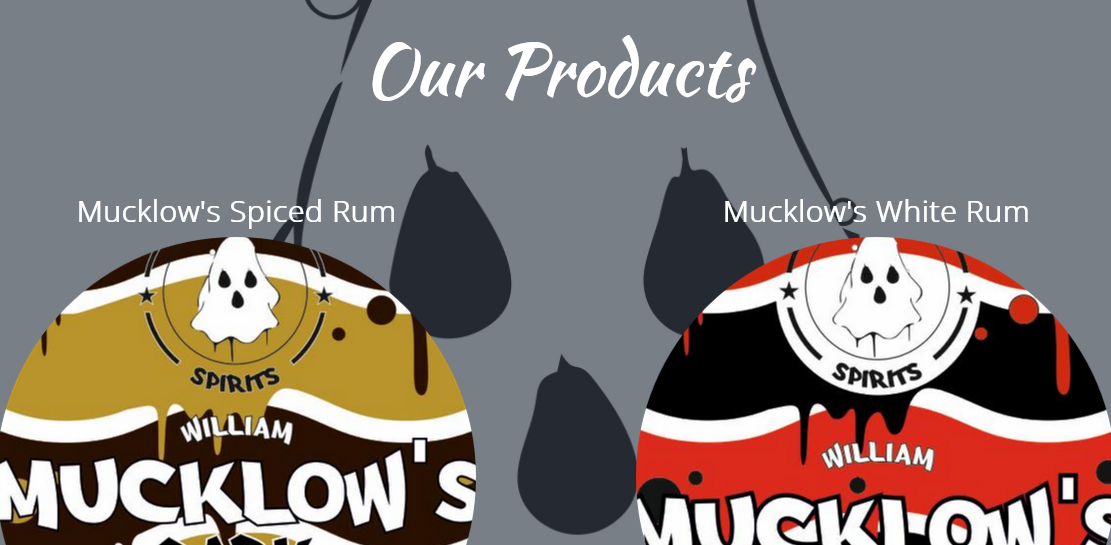 Our Products
Mucklow's Spiced Rum
Mucklow's White Rum
SPIRITS
WILLIAM
MUCKLOW'S
SPIRITS
WILLIAM
MUCKLOW'S